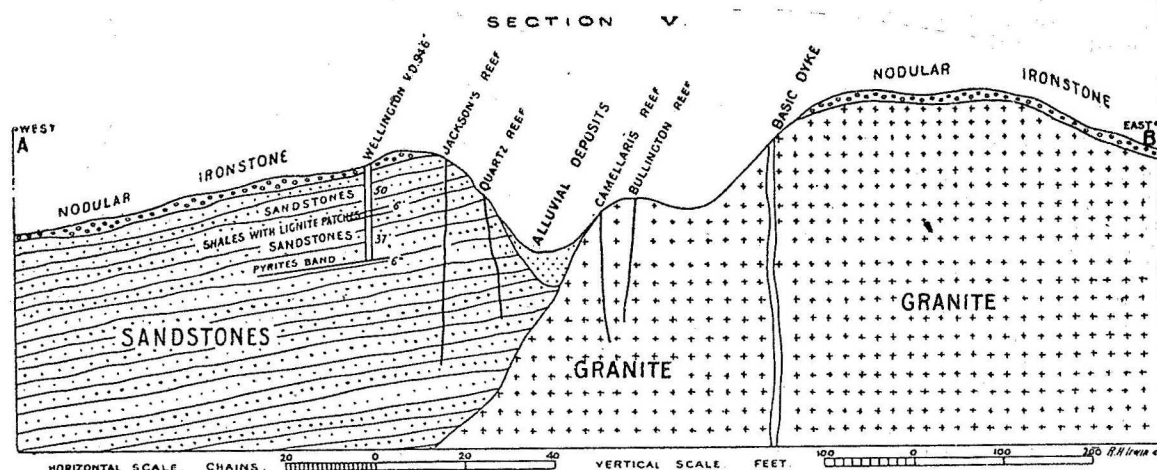 SECTION V.
WEST
A
NODULAR
IRONSTONE
JACKSON'S REEF
QUARTZ REEF
ALLUVIAL DEPOSITS
CAMELLARIS REEF
BULLINGTON REEF
BASIC DYKE
NODULAR
IRONSTONE
EAST
B
SANDSTONES
50
SHALES WITH LIGNITE PATCHES
6
SANDSTONES
37
PYRITES BAND
6"
SANDSTONES
GRANITE
GRANITE
HORIZONTAL SCALE. CHAINS.
20 0 20 40
VERTICAL SCALE. FEET.
100 0 100 200